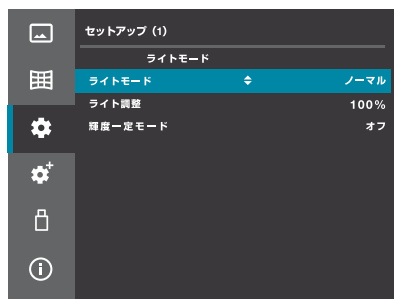 セットアップ (1)
ライトモード
ライトモード ノーマル
ライト調整 100%
輝度一定モード オフ